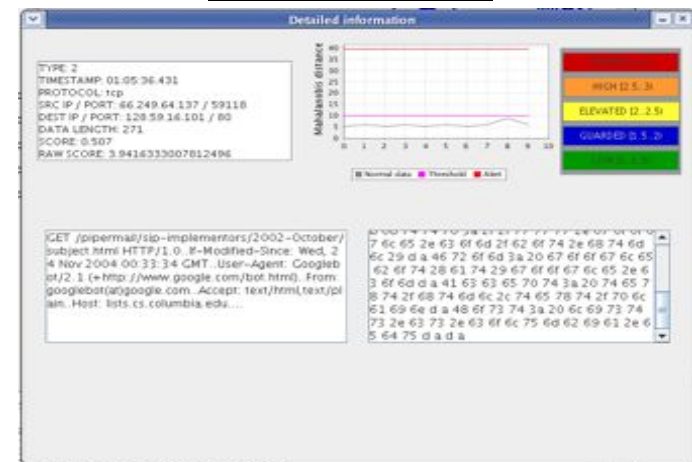 Detailed information
TYPE: 2
TIMESTAMP: 01:05:36.431
PROTOCOL: tcp
SRC IP / PORT: 66.249.64.137 / 59118
DEST IP / PORT: 128.59.16.101 / 80
DATA LENGTH: 271
SCORE: 0.507
RAW SCORE: 3.9416333007812496
Mahalanobis distance
40
35
30
25
20
15
10
5
0
0 1 2 3 4 5 6 7 8 9 10
Normal data Threshold Alert
HIGH [2.5..3)
ELEVATED [2..2.5)
GUARDED [1.5..2)
GET /pipermail/sip-implementors/2002-October/
subject.html HTTP/1.0..If-Modified-Since: Wed, 2
4 Nov 2004 00:33:34 GMT..User-Agent: Googleb
ot/2.1 (+http://www.google.com/bot.html)..From:
googlebot(at)google.com..Accept: text/html,text/pl
ain..Host: lists.cs.columbia.edu....
7 6c 65 2e 63 6f 6d 2f 62 6f 74 2e 68 74 6d
6c 29 d a 46 72 6f 6d 3a 20 67 6f 6f 67 6c 65
62 6f 74 28 61 74 29 67 6f 6f 67 6c 65 2e 6
3 6f 6d d a 41 63 63 65 70 74 3a 20 74 65 7
8 74 2f 68 74 6d 6c 2c 74 65 78 74 2f 70 6c
61 69 6e d a 48 6f 73 74 3a 20 6c 69 73 74
73 2e 63 73 2e 63 6f 6c 75 6d 62 69 61 2e 6
5 64 75 d a d a